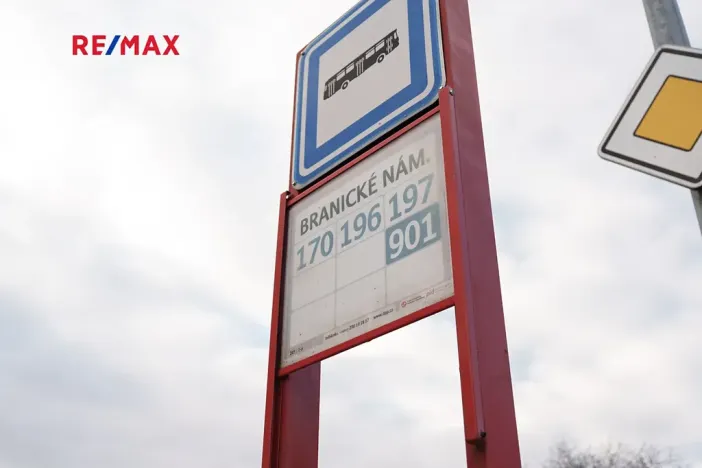 RE/MAX
BRANICKÉ NÁM.
170 196 197
901